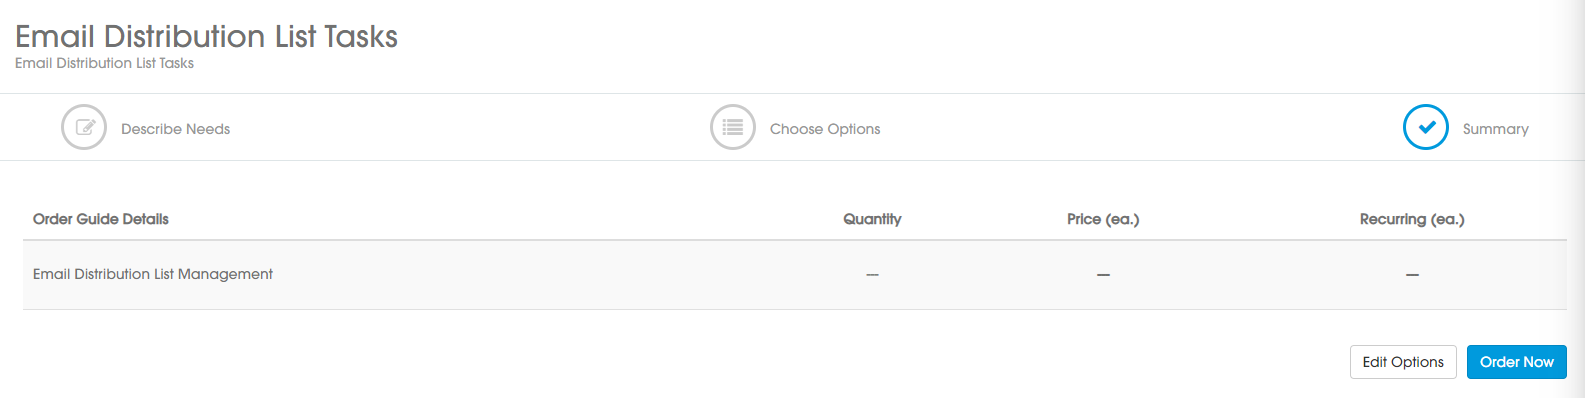 Email Distribution List Tasks
Email Distribution List Tasks
Describe Needs Choose Options Summary
Order Guide Details Quantity Price (ea.) Recurring (ea.)
Email Distribution List Management — — —
Edit Options Order Now